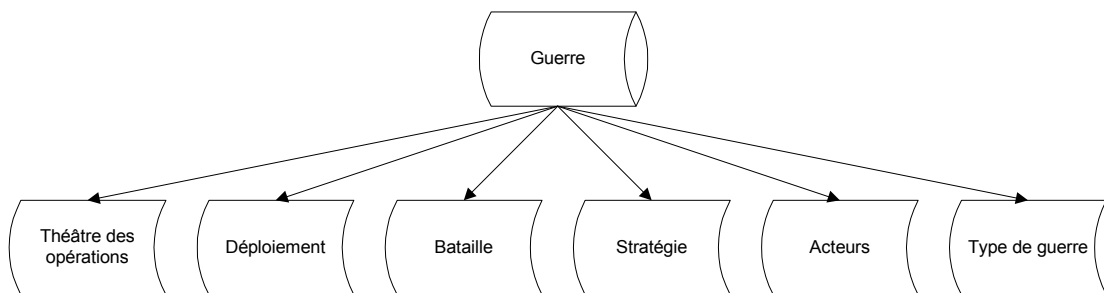 Guerre
Théâtre des
opérations
Déploiement
Bataille
Stratégie
Acteurs
Type de guerre